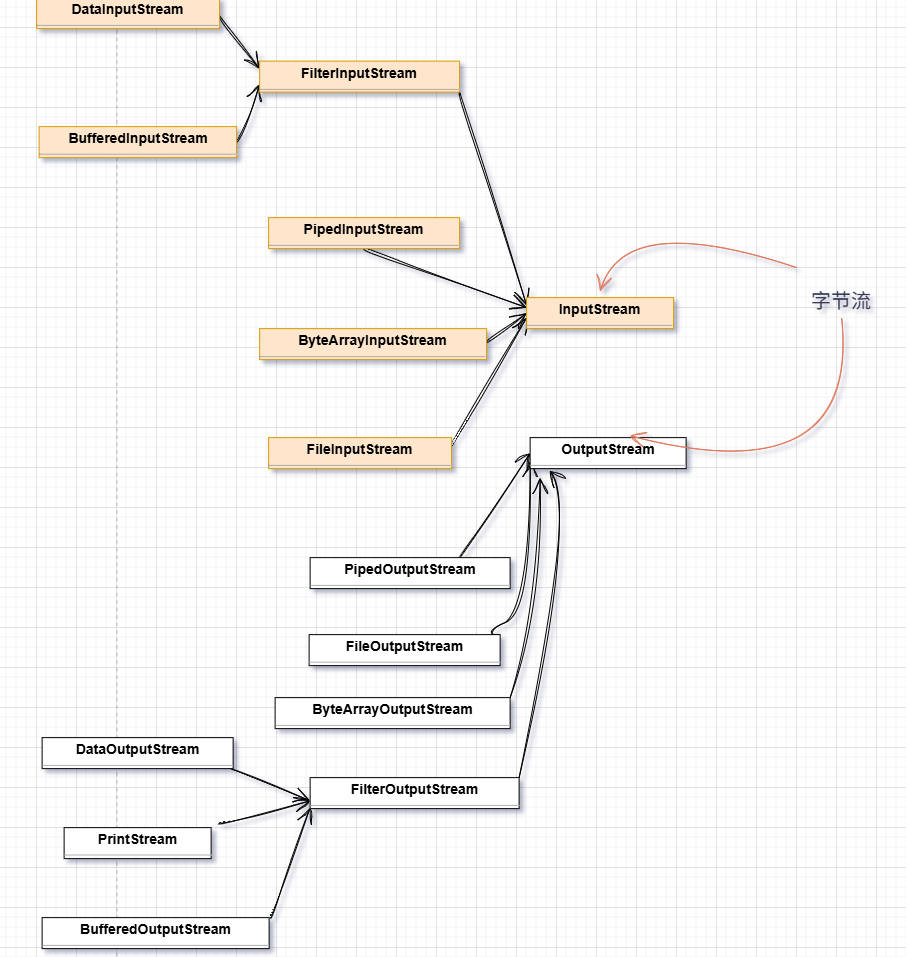 DataInputStream
FilterInputStream
BufferedInputStream
PipedInputStream
字节流
InputStream
ByteArrayInputStream
FileInputStream
OutputStream
PipedOutputStream
FileOutputStream
ByteArrayOutputStream
DataOutputStream
FilterOutputStream
PrintStream
BufferedOutputStream